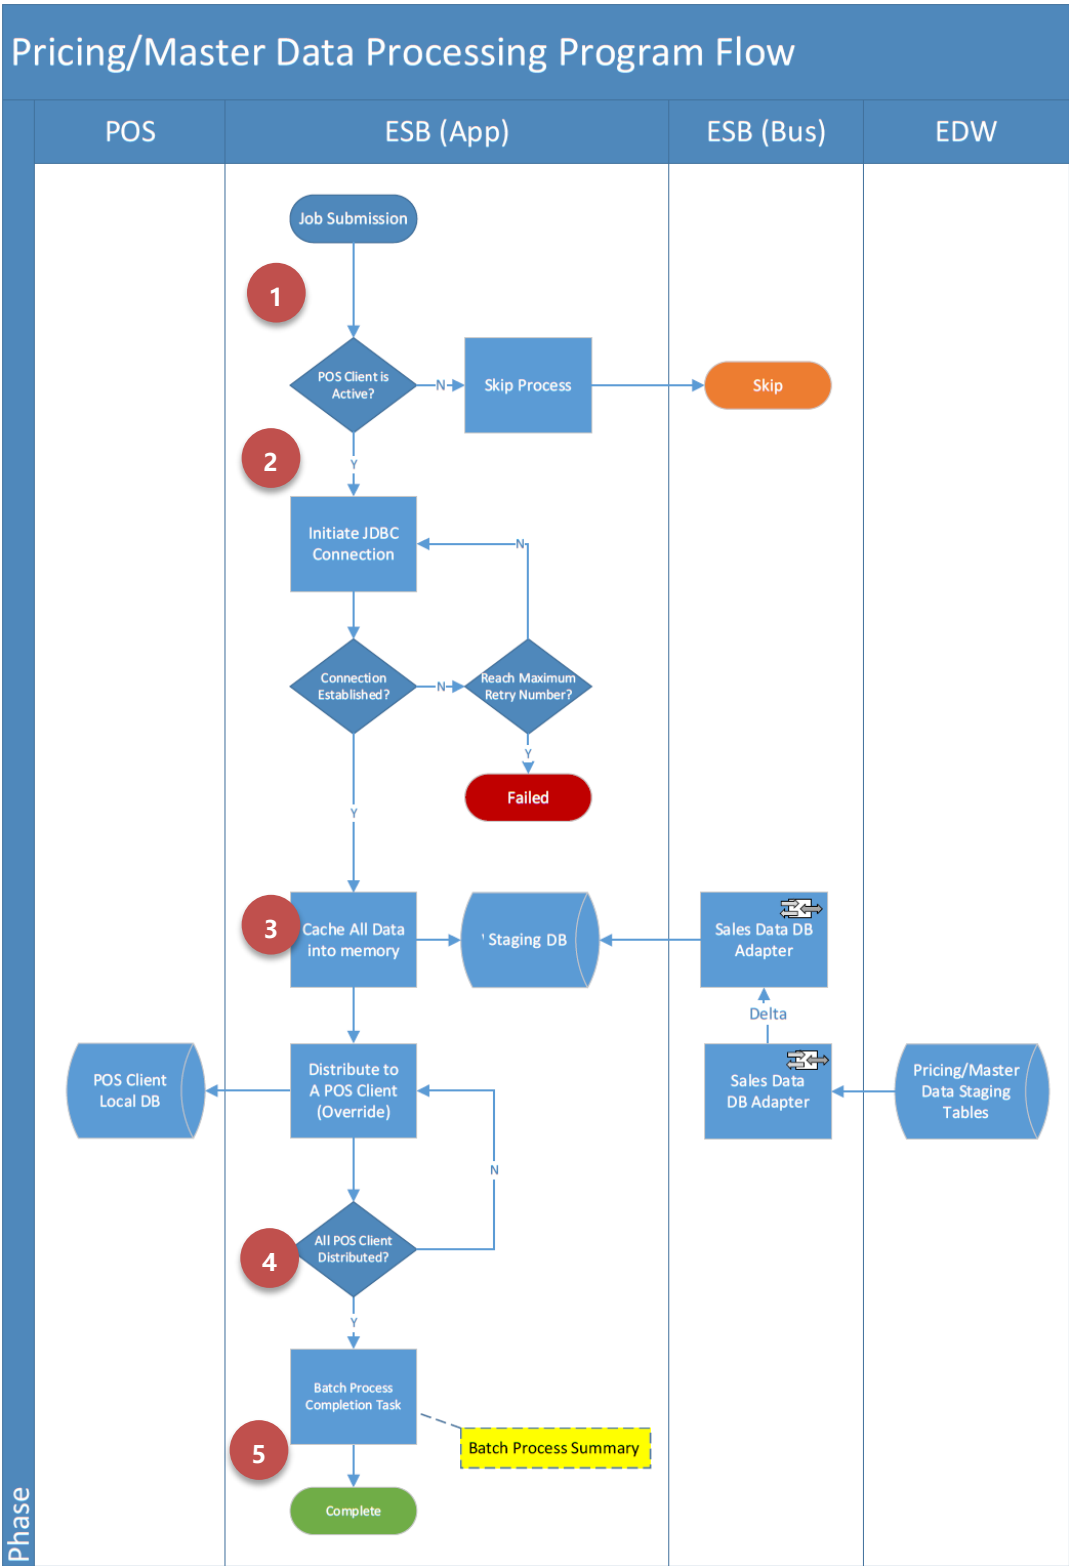 Pricing/Master Data Processing Program Flow
POS
ESB (App)
ESB (Bus)
EDW
Job Submission
1
POS Client is
Active?
N
Skip Process
Skip
2
Y
Initiate JDBC
Connection
N
Connection
Established?
N
Reach Maximum
Retry Number?
Y
Failed
Y
3
Cache All Data
into memory
' Staging DB
Sales Data DB
Adapter
Delta
POS Client
Local DB
Distribute to
A POS Client
(Override)
Sales Data
DB Adapter
Pricing/Master
Data Staging
Tables
N
4
All POS Client
Distributed?
Y
Batch Process
Completion Task
5
Batch Process Summary
Complete
Phase